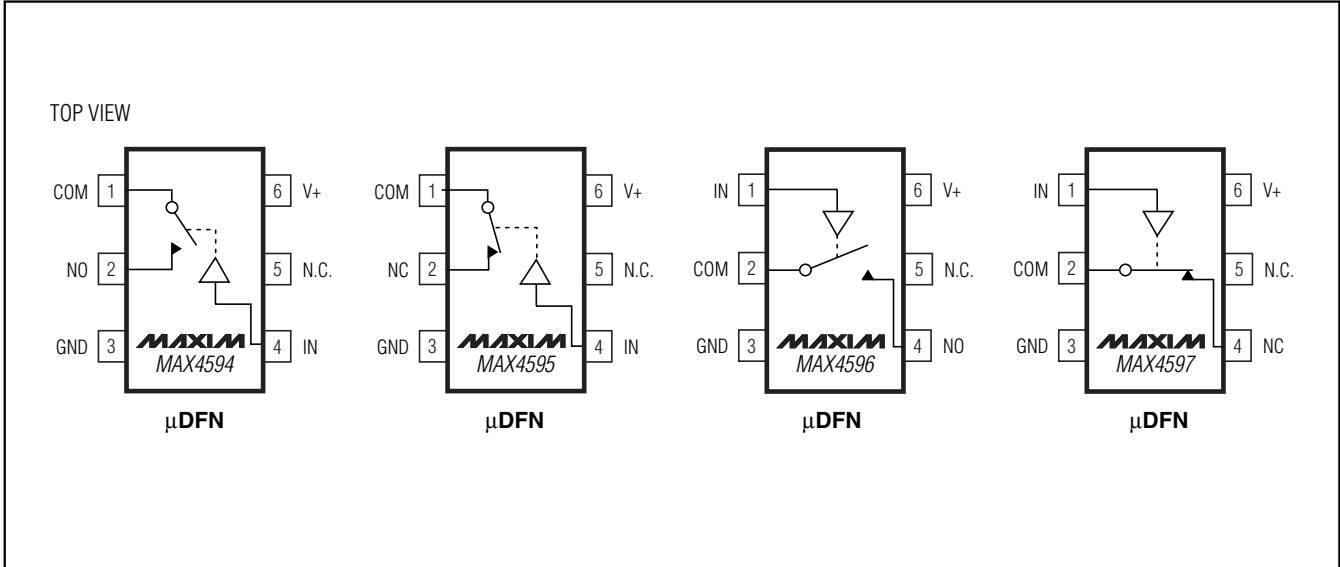 TOP VIEW
COM 1 6 V+
NO 2 5 N.C.
GND 3 4 IN
MAXIM
MAX4594
µDFN
COM 1 6 V+
NC 2 5 N.C.
GND 3 4 IN
MAXIM
MAX4595
µDFN
IN 1 6 V+
COM 2 5 N.C.
GND 3 4 NO
MAXIM
MAX4596
µDFN
IN 1 6 V+
COM 2 5 N.C.
GND 3 4 NC
MAXIM
MAX4597
µDFN